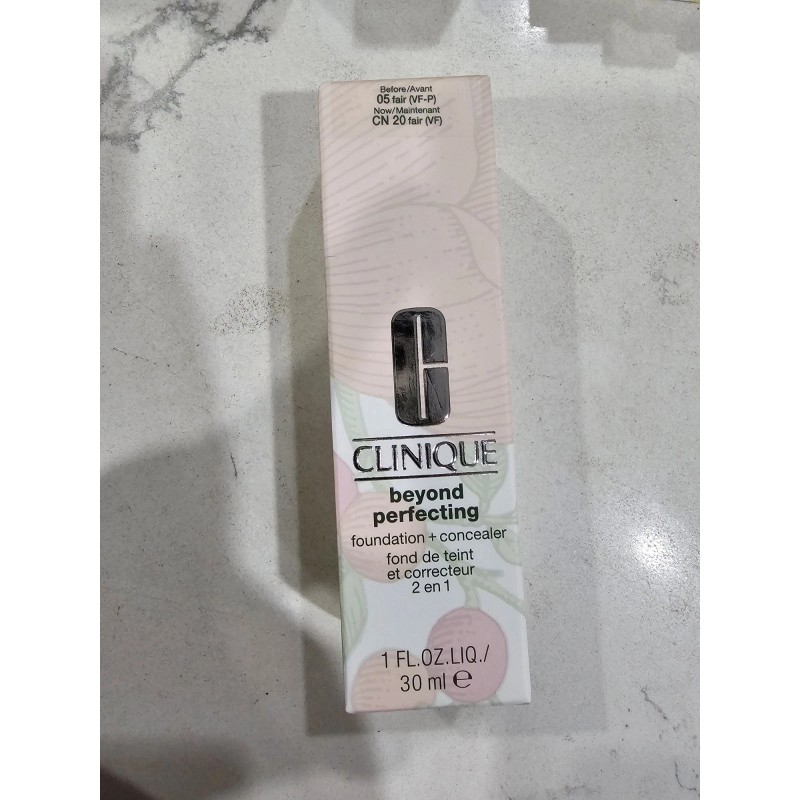 Before/Avant
05 fair (VF-P)
Now/Maintenant
CN 20 fair (VF)
CLINIQUE
beyond
perfecting
foundation + concealer
fond de teint
et correcteur
2 en 1
1 FL.OZ.LIQ./
30 ml ℮